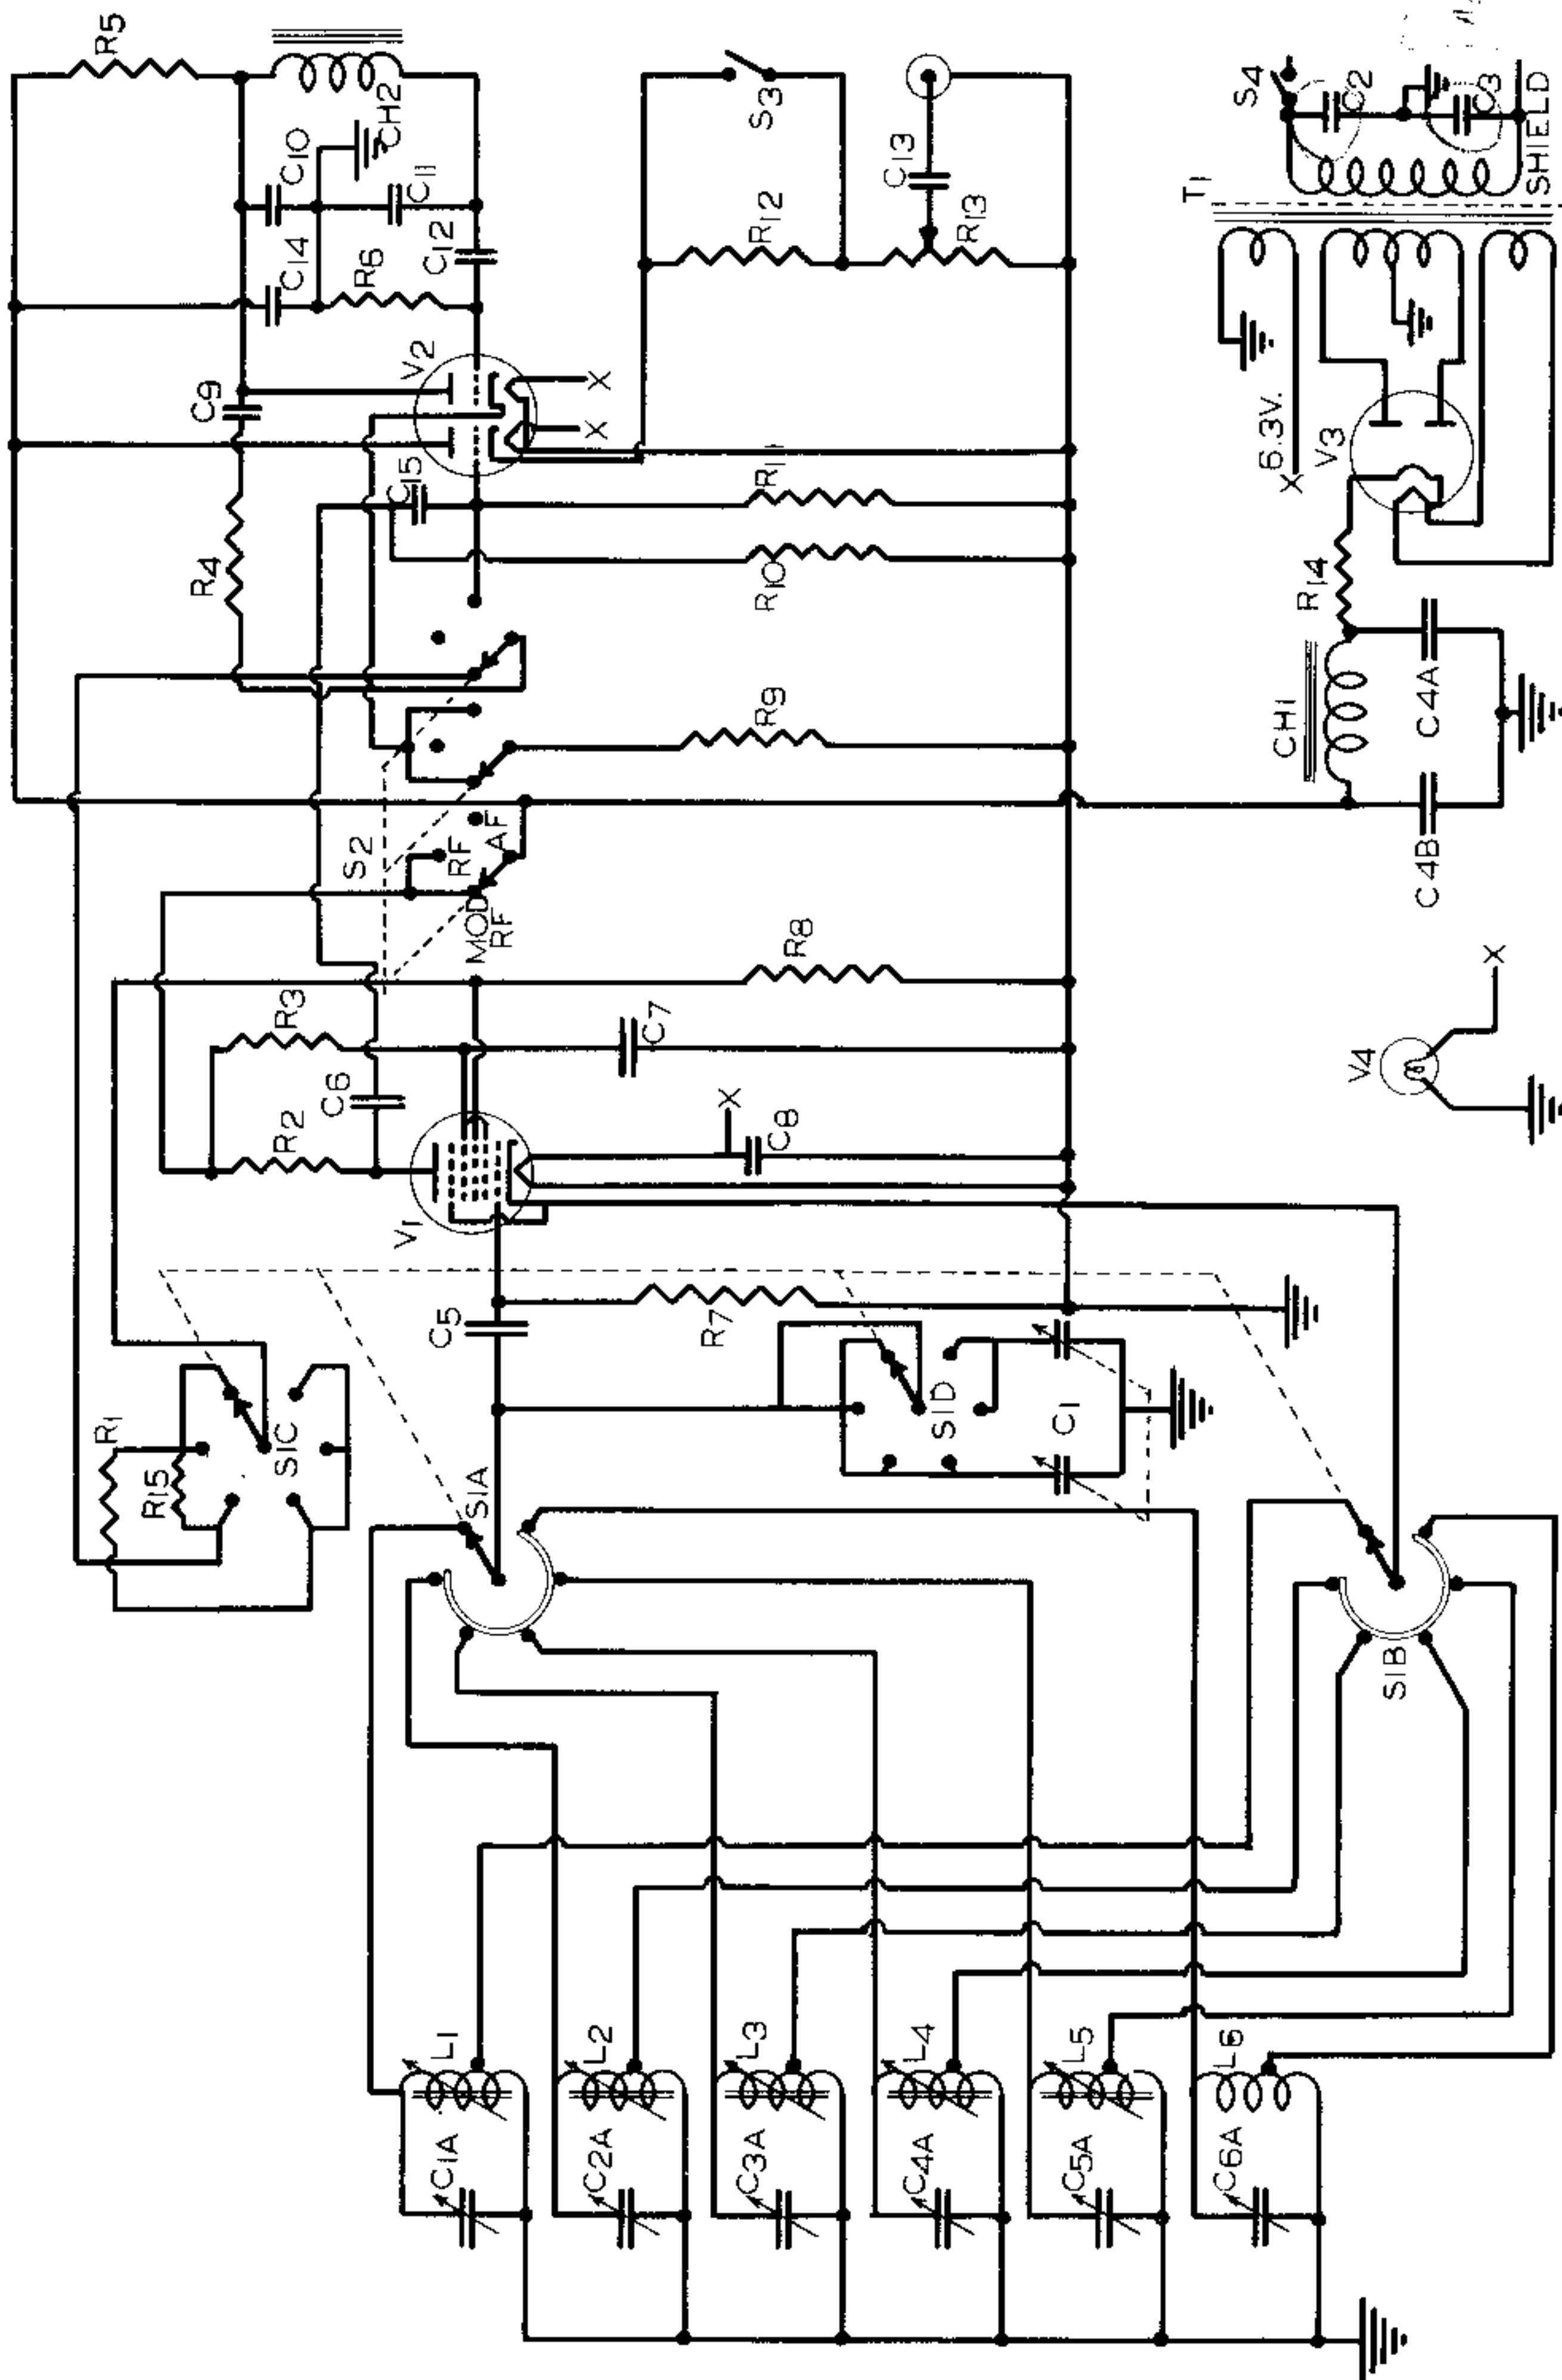 R5
R1
R15
R4
C9
S1C
R3
R2
C10
C14
C6
S2
R6
CH2
V1
C15
V2
C11
C1A
L1
C5
RF
C12
S1A
MOD
RF
AF
X
X
C2A
L2
C7
R7
X
C3A
L3
C8
R8
R9
R10
R11
R12
S3
C13
C4A
L4
S1D
R13
C1
C5A
L5
C6A
L6
T1
S4
6.3V.
X
CH1
R14
V3
V4
C2
S1B
X
C4B
C4A
C3
SHIELD